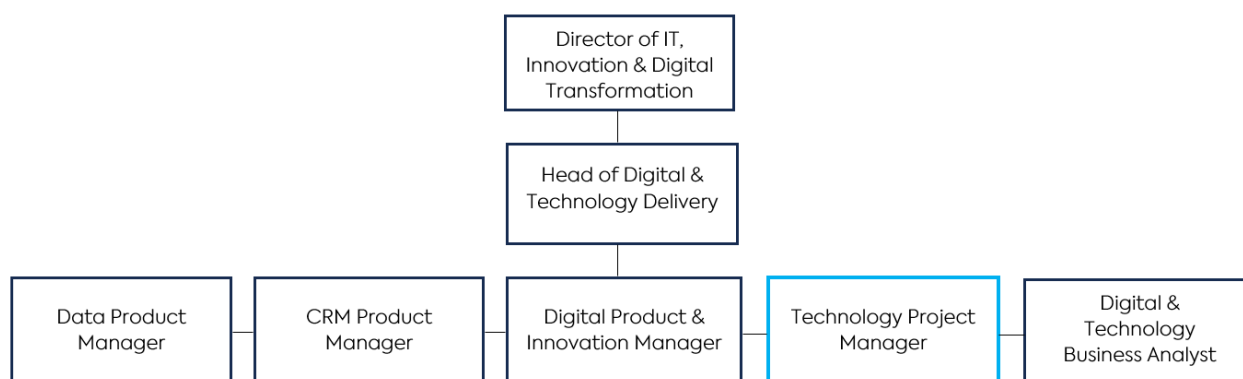 Director of IT,
Innovation & Digital
Transformation
Head of Digital &
Technology Delivery
Data Product
Manager
CRM Product
Manager
Digital Product &
Innovation Manager
Technology Project
Manager
Digital &
Technology
Business Analyst